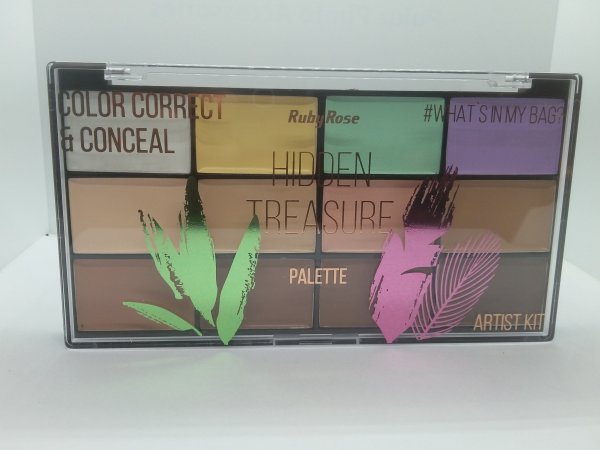 COLOR CORRECT
& CONCEAL
RubyRose
#WHAT'S IN MY BAG?
HIDDEN
TREASURE
PALETTE
ARTIST KIT